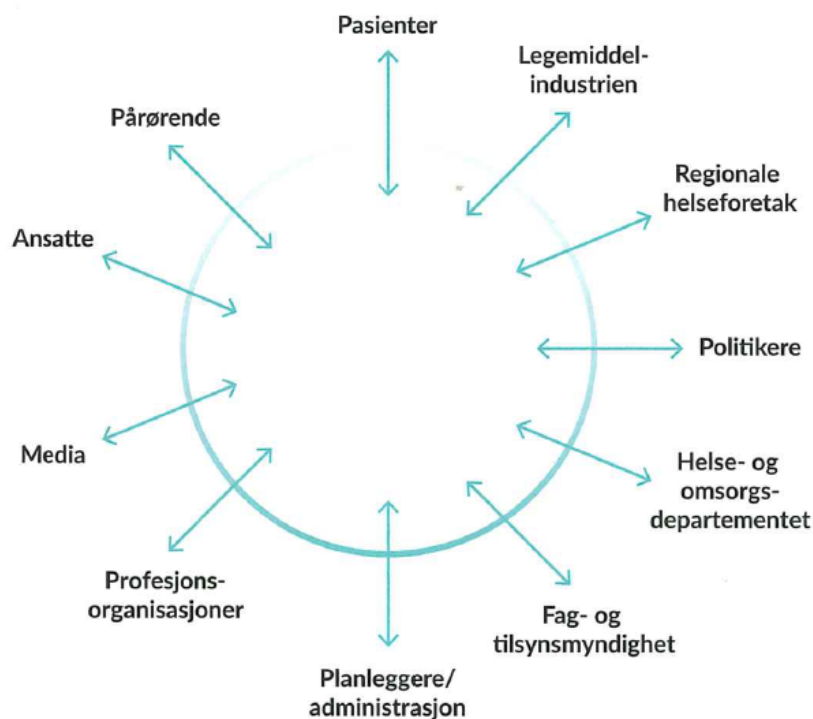 Pasienter
Legemiddel-
industrien
Regionale
helseforetak
Politikere
Helse- og
omsorgs-
departementet
Fag- og
tilsynsmyndighet
Planleggere/
administrasjon
Profesjons-
organisasjoner
Media
Ansatte
Pårørende